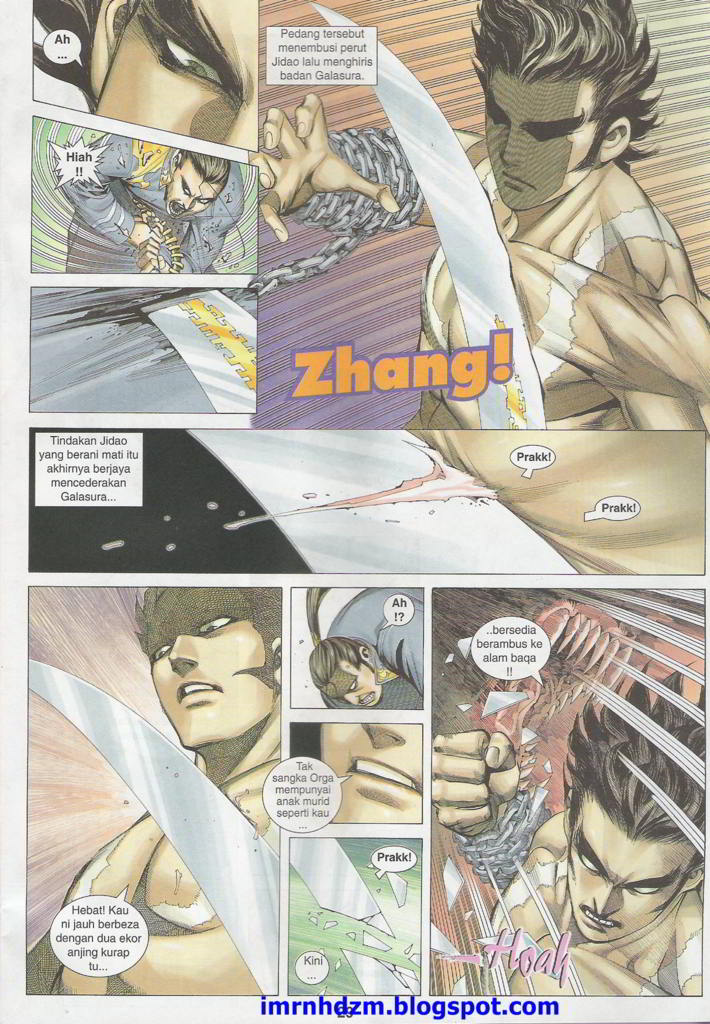 Ah
...
Pedang tersebut
menembusi perut
Jidao lalu menghiris
badan Galasura.
Hiah
!!
Zhang!
Tindakan Jidao
yang berani mati itu
akhirnya berjaya
mencederakan
Galasura...
Prakk!
Prakk!
Hebat! Kau
ni jauh berbeza
dengan dua ekor
anjing kurap
tu...
Ah
!?
Tak
sangka Orga
mempunyai
anak murid
seperti kau
...
Prakk!
Kini
...
..bersedia
berambus ke
alam baqa
!!
Hoah
23
imrnhdzm.blogspot.com